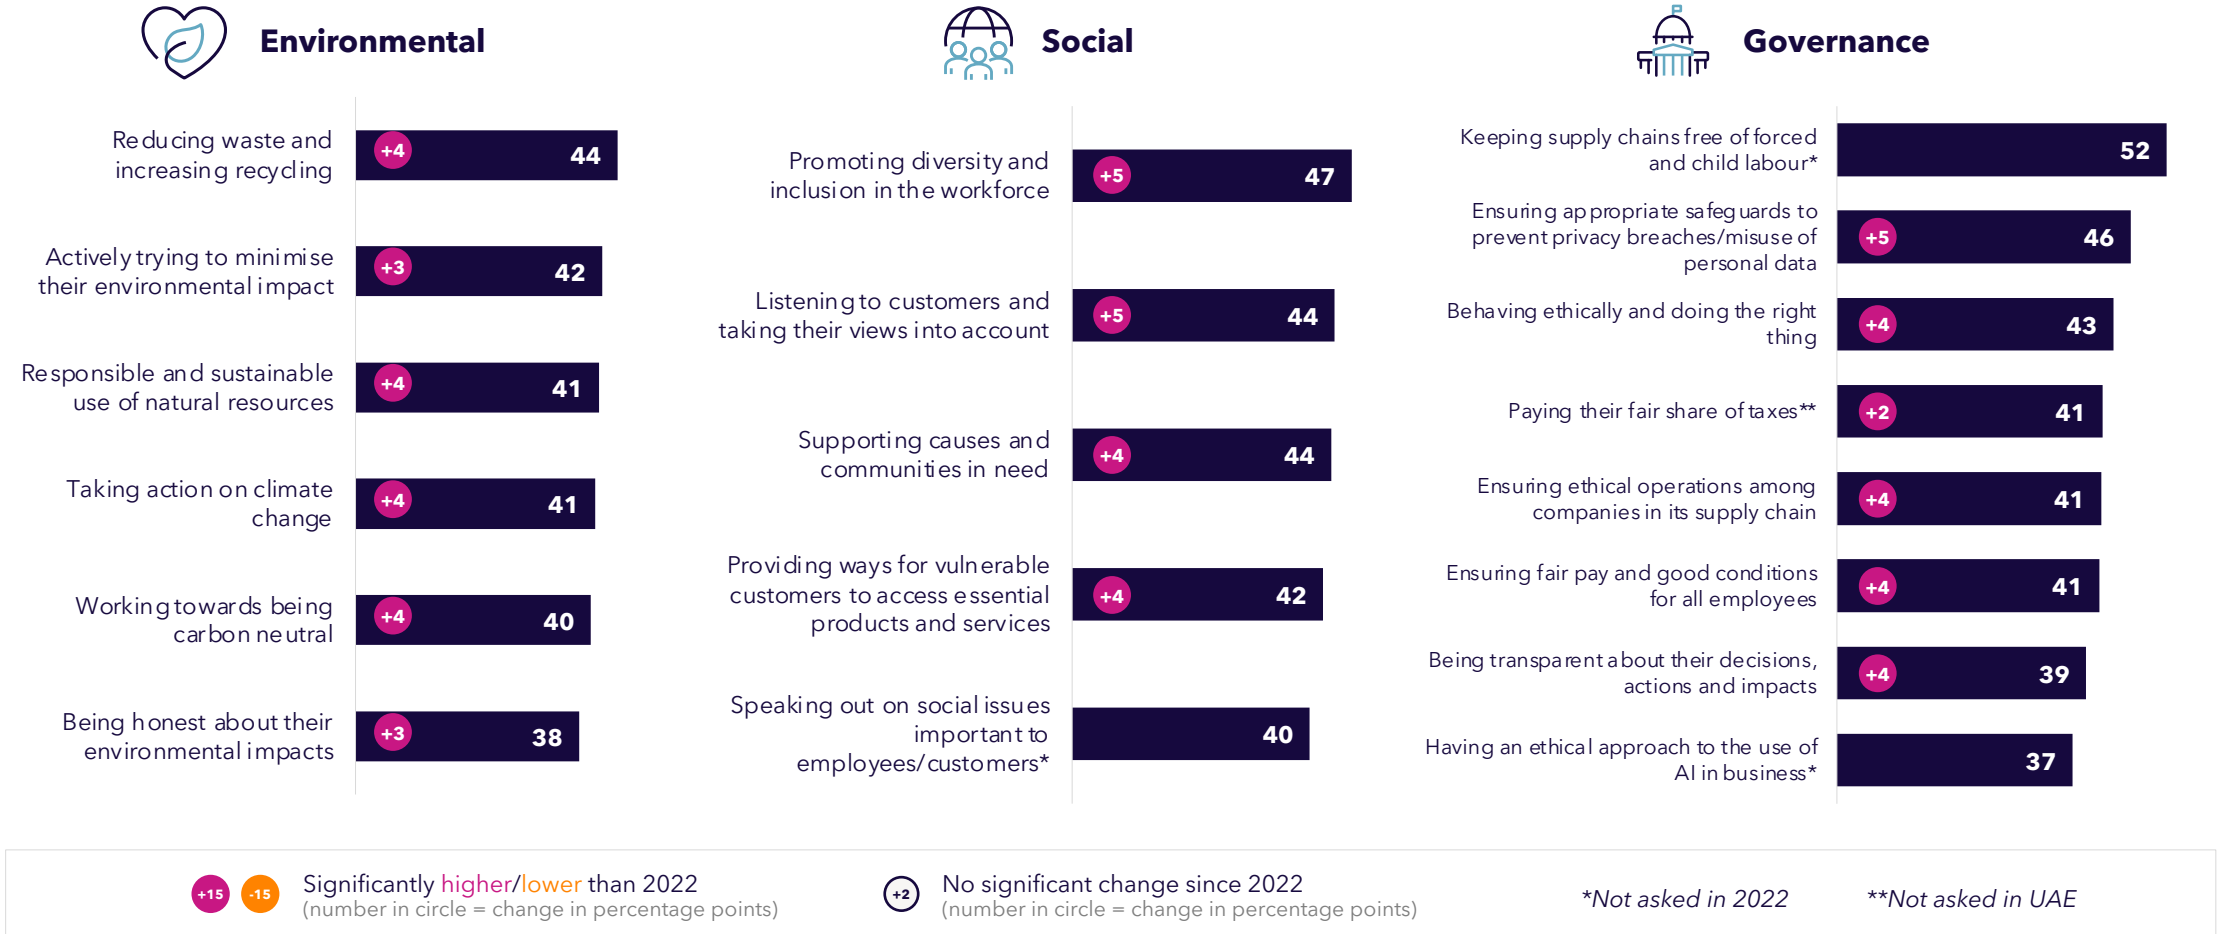 Environmental
Reducing waste and
increasing recycling
+4
44
Actively trying to minimise
their environmental impact
+3
42
Responsible and sustainable
use of natural resources
+4
41
Taking action on climate
change
+4
41
Working towards being
carbon neutral
+4
40
Being honest about their
environmental impacts
+3
38
Social
Promoting diversity and
inclusion in the workforce
+5
47
Listening to customers and
taking their views into account
+5
44
Supporting causes and
communities in need
+4
44
Providing ways for vulnerable
customers to access essential
products and services
+4
42
Speaking out on social issues
important to
employees/customers*
40
Governance
Keeping supply chains free of forced
and child labour*
52
Ensuring appropriate safeguards to
prevent privacy breaches/misuse of
personal data
+5
46
Behaving ethically and doing the right
thing
+4
43
Paying their fair share of taxes**
+2
41
Ensuring ethical operations among
companies in its supply chain
+4
41
Ensuring fair pay and good conditions
for all employees
+4
41
Being transparent about their decisions,
actions and impacts
+4
39
Having an ethical approach to the use of
AI in business*
37
+15
-15
Significantly higher/lower than 2022
(number in circle = change in percentage points)
+2
No significant change since 2022
(number in circle = change in percentage points)
*Not asked in 2022
**Not asked in UAE